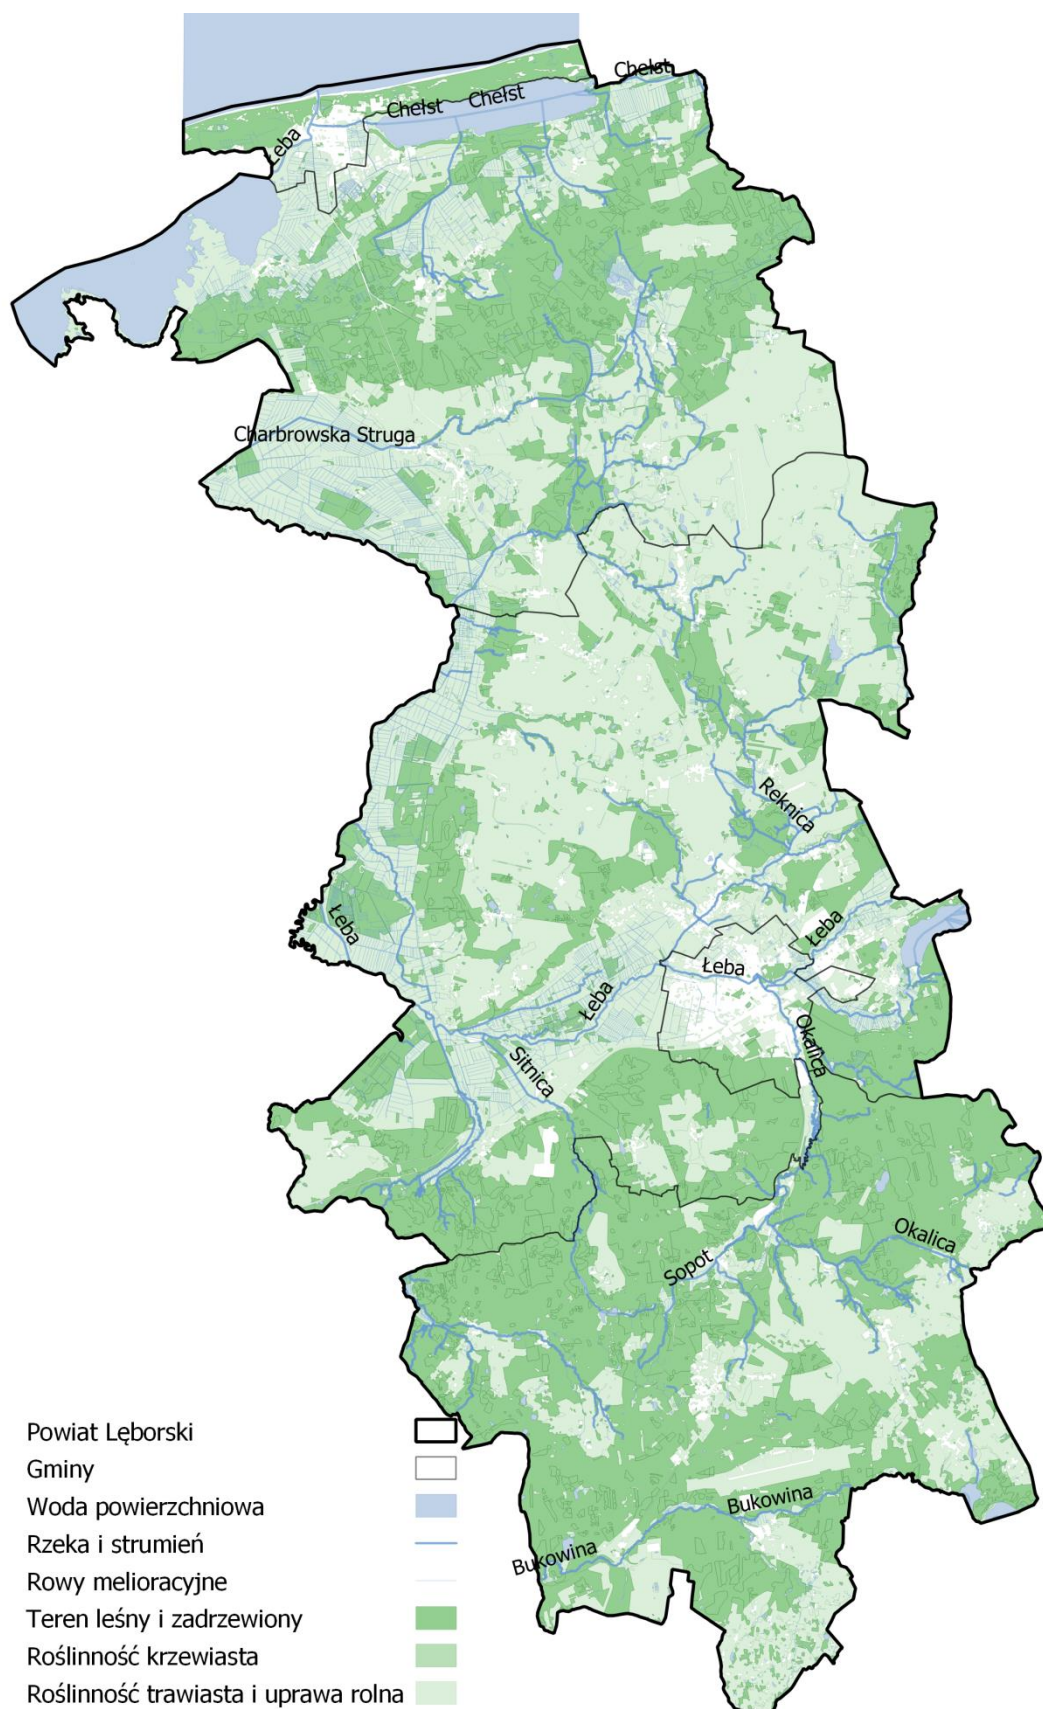 Chełst
Chełst
Chełst
Łeba
Charbrowska Struga
Reknica
Łeba
Łeba
Łeba
Łeba
Okalica
Sitnica
Okalica
Sopot
Bukowina
Bukowina
Powiat Lęborski
Gminy
Woda powierzchniowa
Rzeka i strumień
Rowy melioracyjne
Teren leśny i zadrzewiony
Roślinność krzewiasta
Roślinność trawiasta i uprawa rolna